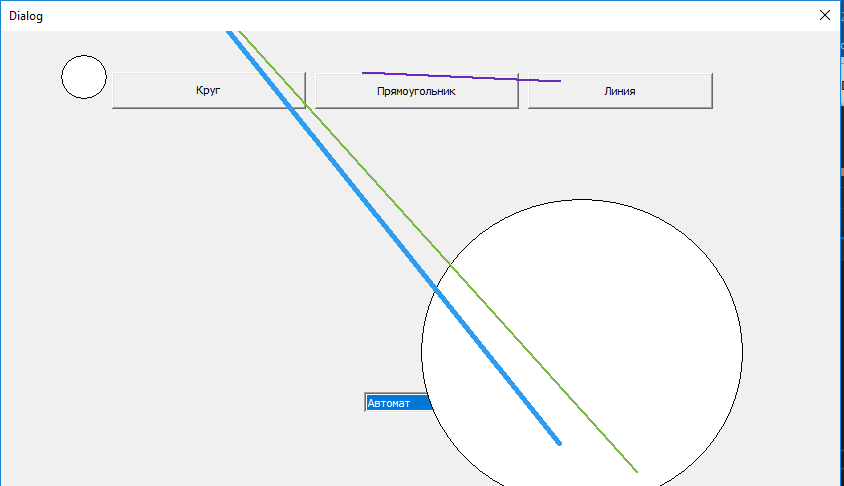 Dialog
Круг
Прямоугольник
Линия
Автомат